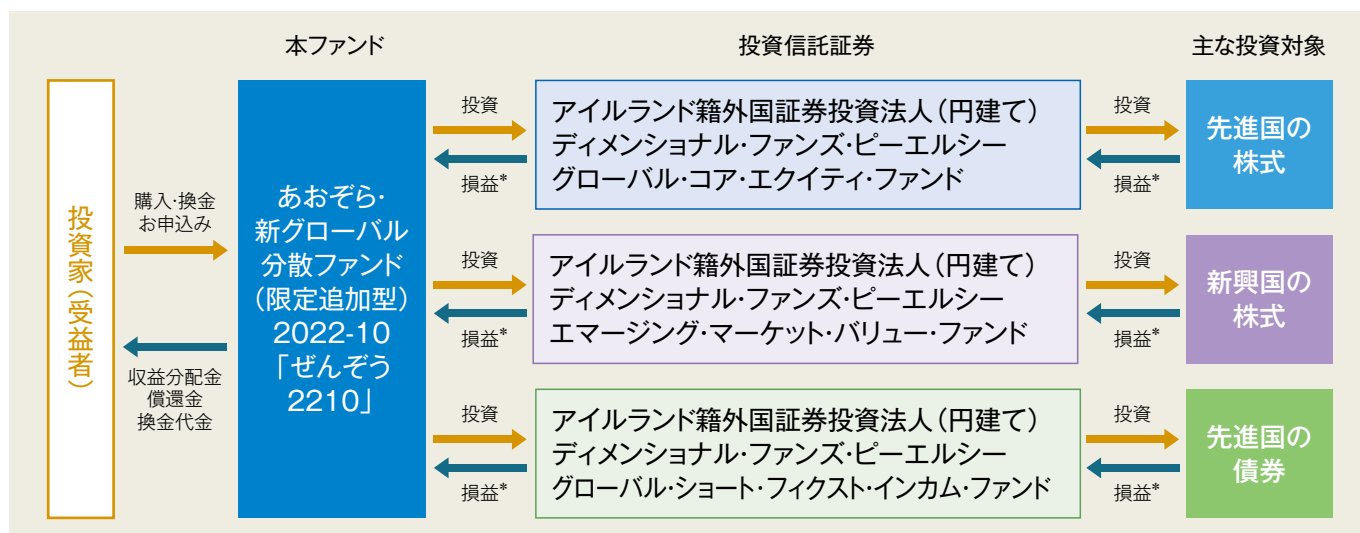 本ファンド
投資信託証券
主な投資対象
投資家(受益者)
購入・換金
お申込み
収益分配金
償還金
換金代金
あおぞら・
新グローバル
分散ファンド
(限定追加型)
2022-10
「ぜんぞう
2210」
投資
損益*
アイルランド籍外国証券投資法人(円建て)
ディメンショナル・ファンズ・ピーエルシー
グローバル・コア・エクイティ・ファンド
投資
損益*
先進国の
株式
投資
損益*
アイルランド籍外国証券投資法人(円建て)
ディメンショナル・ファンズ・ピーエルシー
エマージング・マーケット・バリュー・ファンド
投資
損益*
新興国の
株式
投資
損益*
アイルランド籍外国証券投資法人(円建て)
ディメンショナル・ファンズ・ピーエルシー
グローバル・ショート・フィクスト・インカム・ファンド
投資
損益*
先進国の
債券